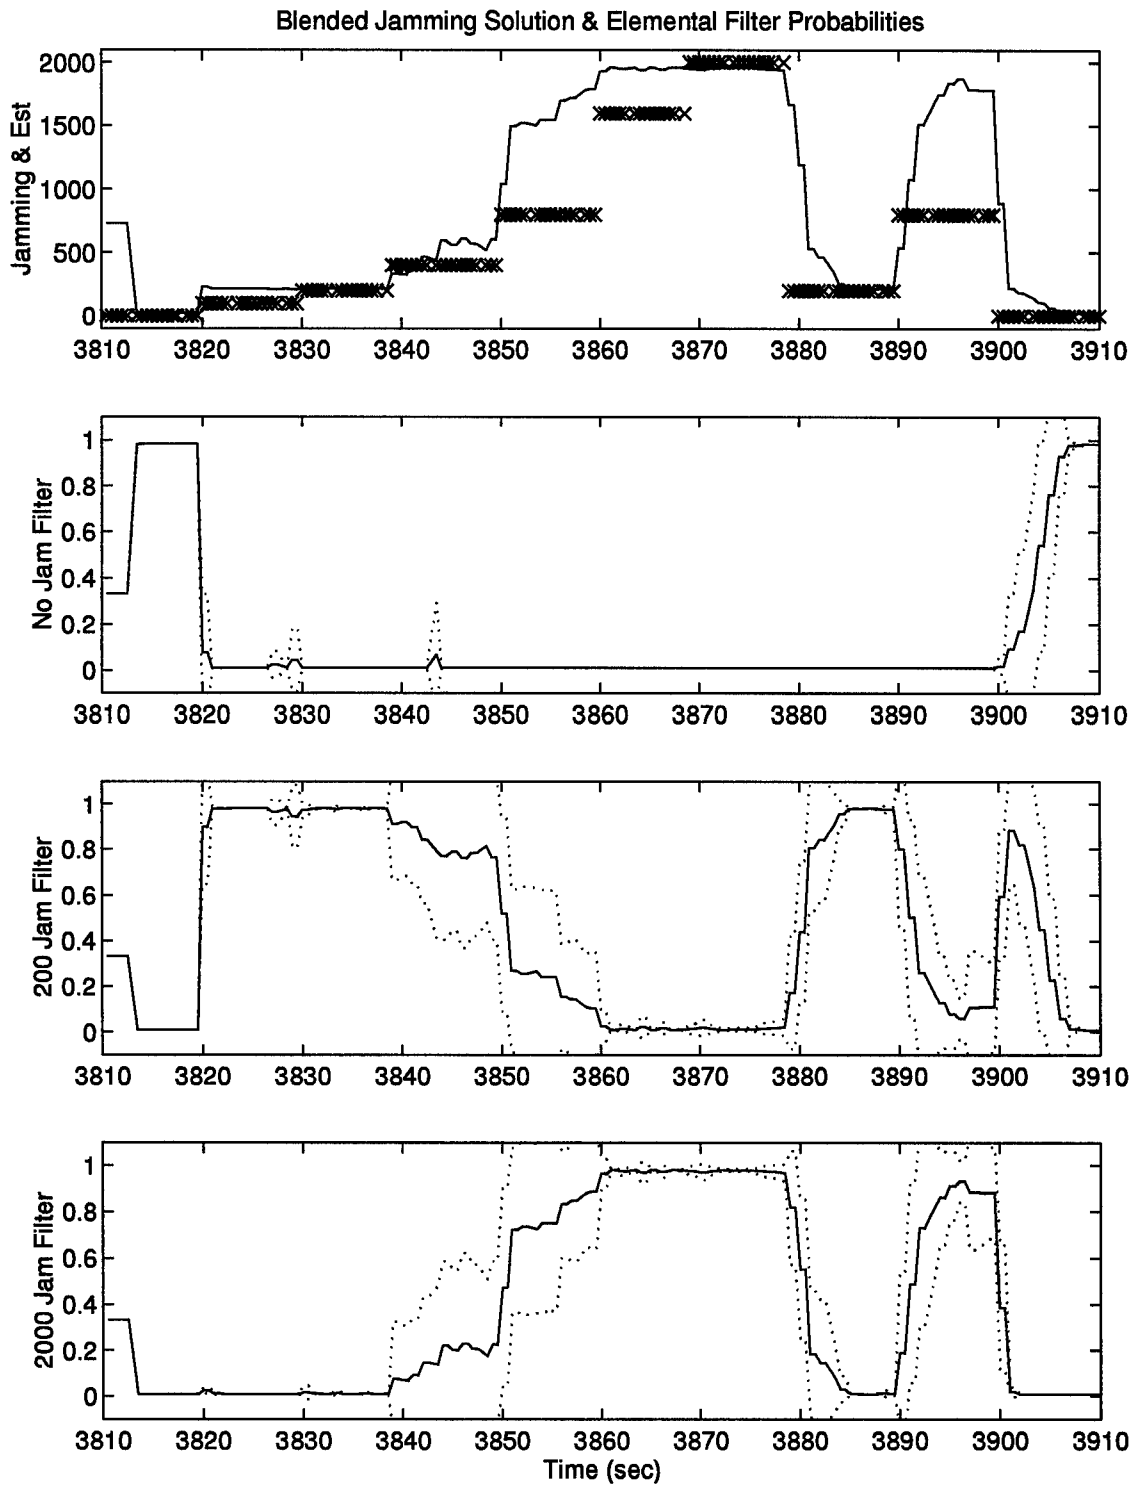 Blended Jamming Solution & Elemental Filter Probabilities
Jamming & Est
2000
1500
1000
500
0
3810 3820 3830 3840 3850 3860 3870 3880 3890 3900 3910
No Jam Filter
1
0.8
0.6
0.4
0.2
0
3810 3820 3830 3840 3850 3860 3870 3880 3890 3900 3910
200 Jam Filter
1
0.8
0.6
0.4
0.2
0
3810 3820 3830 3840 3850 3860 3870 3880 3890 3900 3910
2000 Jam Filter
1
0.8
0.6
0.4
0.2
0
3810 3820 3830 3840 3850 3860 3870 3880 3890 3900 3910
Time (sec)